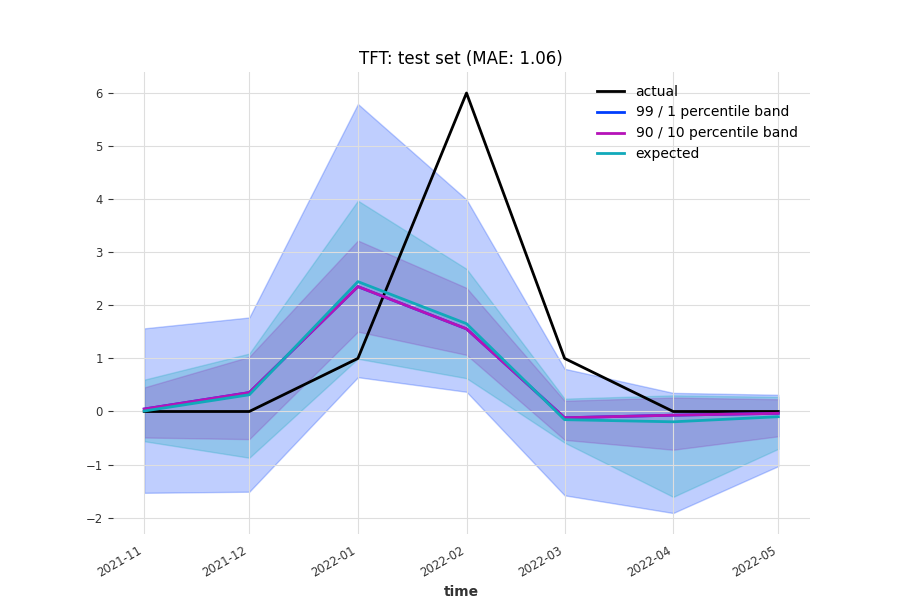 TFT: test set (MAE: 1.06)
actual
99 / 1 percentile band
90 / 10 percentile band
expected
6
5
4
3
2
1
0
−1
−2
2021-11
2021-12
2022-01
2022-02
2022-03
2022-04
2022-05
time